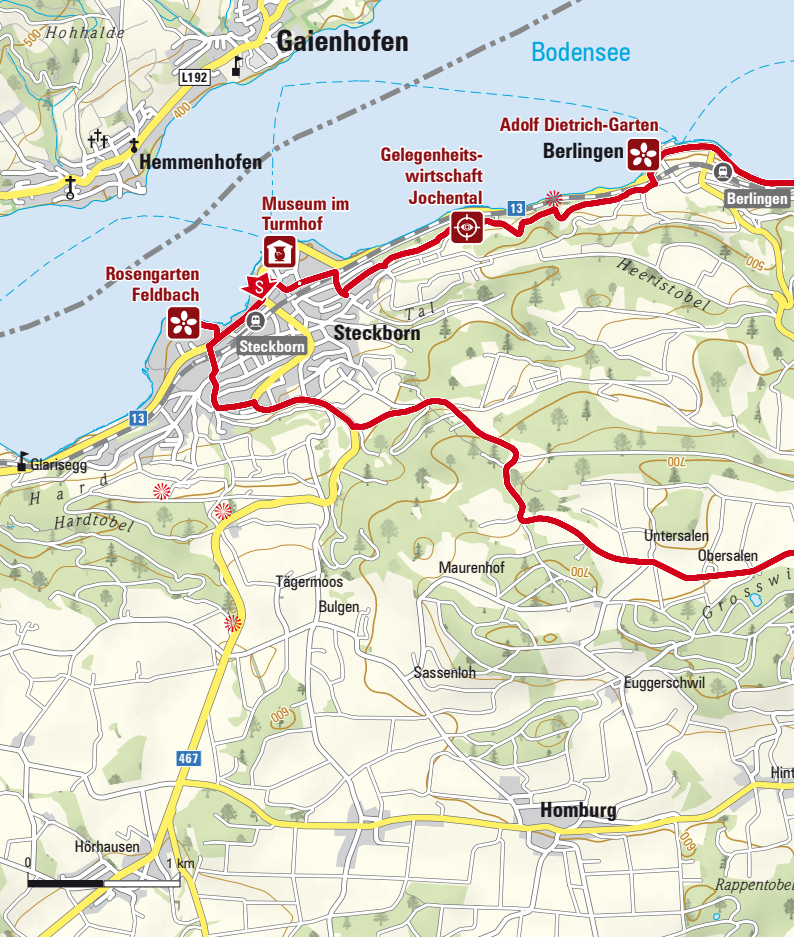 Hohhalde
500
Gaienhofen
Bodensee
L192
400
Hemmenhofen
Adolf Dietrich-Garten
Berlingen
Gelegenheits-
wirtschaft
Jochental
13
Berlingen
Museum im
Turmhof
500
Heeristobel
Rosengarten
Feldbach
S
Tal
Steckborn
Steckborn
13
Glarisegg
Hard
Hardtobel
700
Untersalen
Obersalen
Maurenhof
700
Grosswi
Tägermoos
Bulgen
Sassenloh
Euggerschwil
600
467
Hint
Homburg
Hörhausen
600
0
1 km
Rappentobel